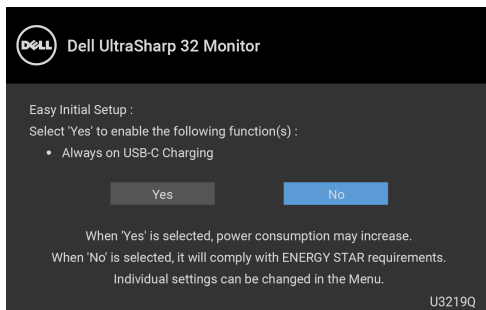 DELL Dell UltraSharp 32 Monitor
Easy Initial Setup :
Select 'Yes' to enable the following function(s) :
• Always on USB-C Charging
Yes No
When 'Yes' is selected, power consumption may increase.
When 'No' is selected, it will comply with ENERGY STAR requirements.
Individual settings can be changed in the Menu.
U3219Q